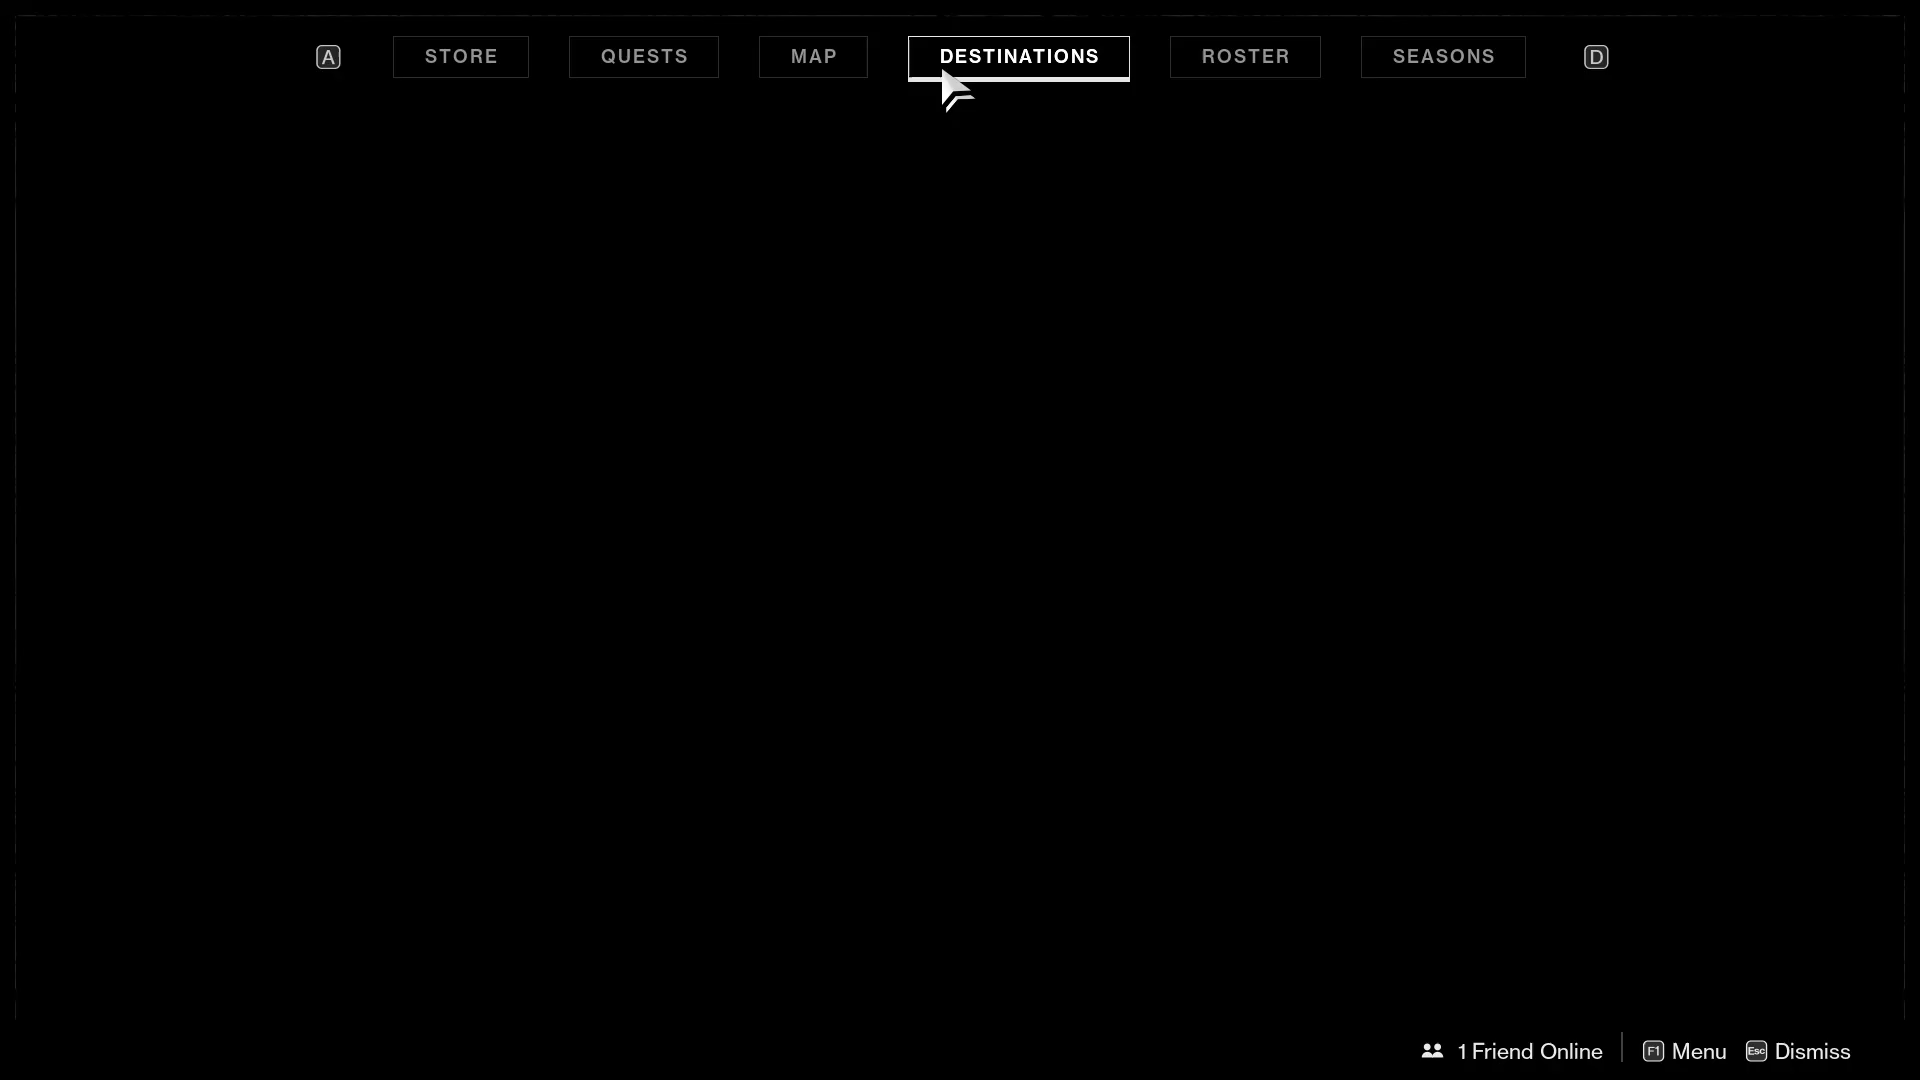 A STORE QUESTS MAP DESTINATIONS ROSTER SEASONS D
1 Friend Online F1 Menu Esc Dismiss